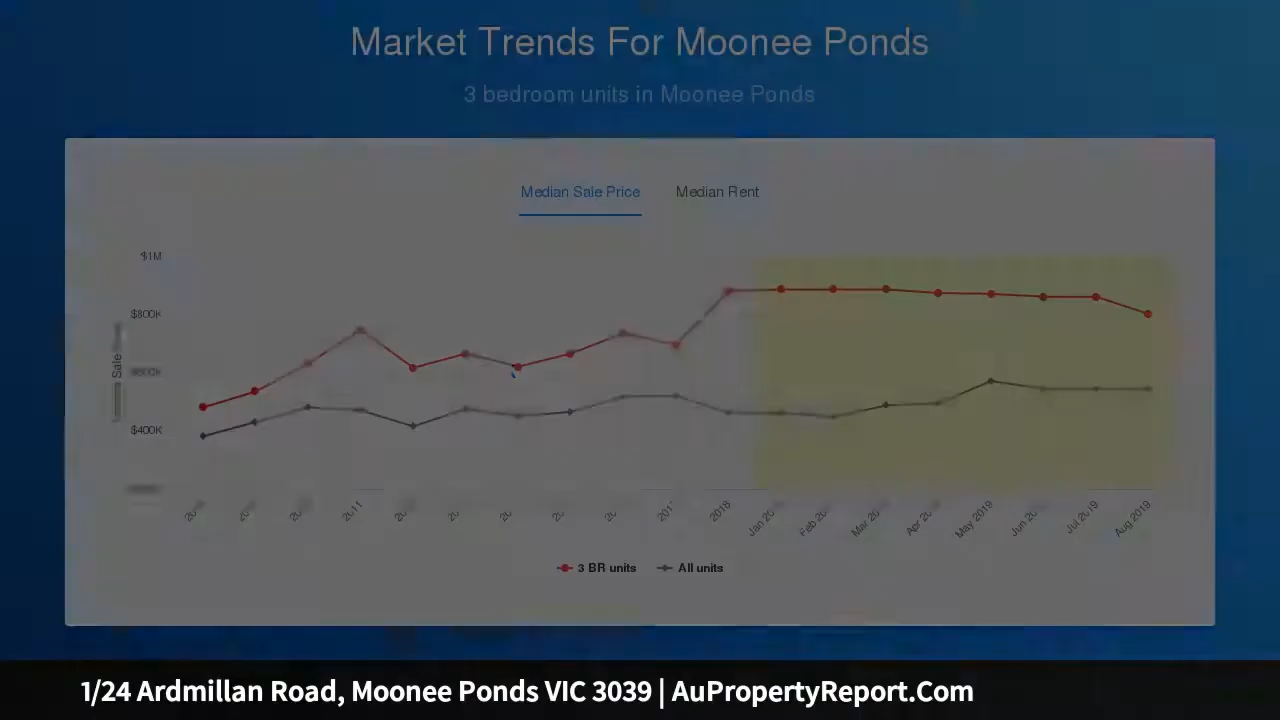 Market Trends For Moonee Ponds
3 bedroom units in Moonee Ponds
Median Sale Price Median Rent
$1M
$800K
$600K
$400K
Sale
2011
2018
May 2019
Jul 2019
Aug 2019
3 BR units All units
1/24 Ardmillan Road, Moonee Ponds VIC 3039 | AuPropertyReport.Com